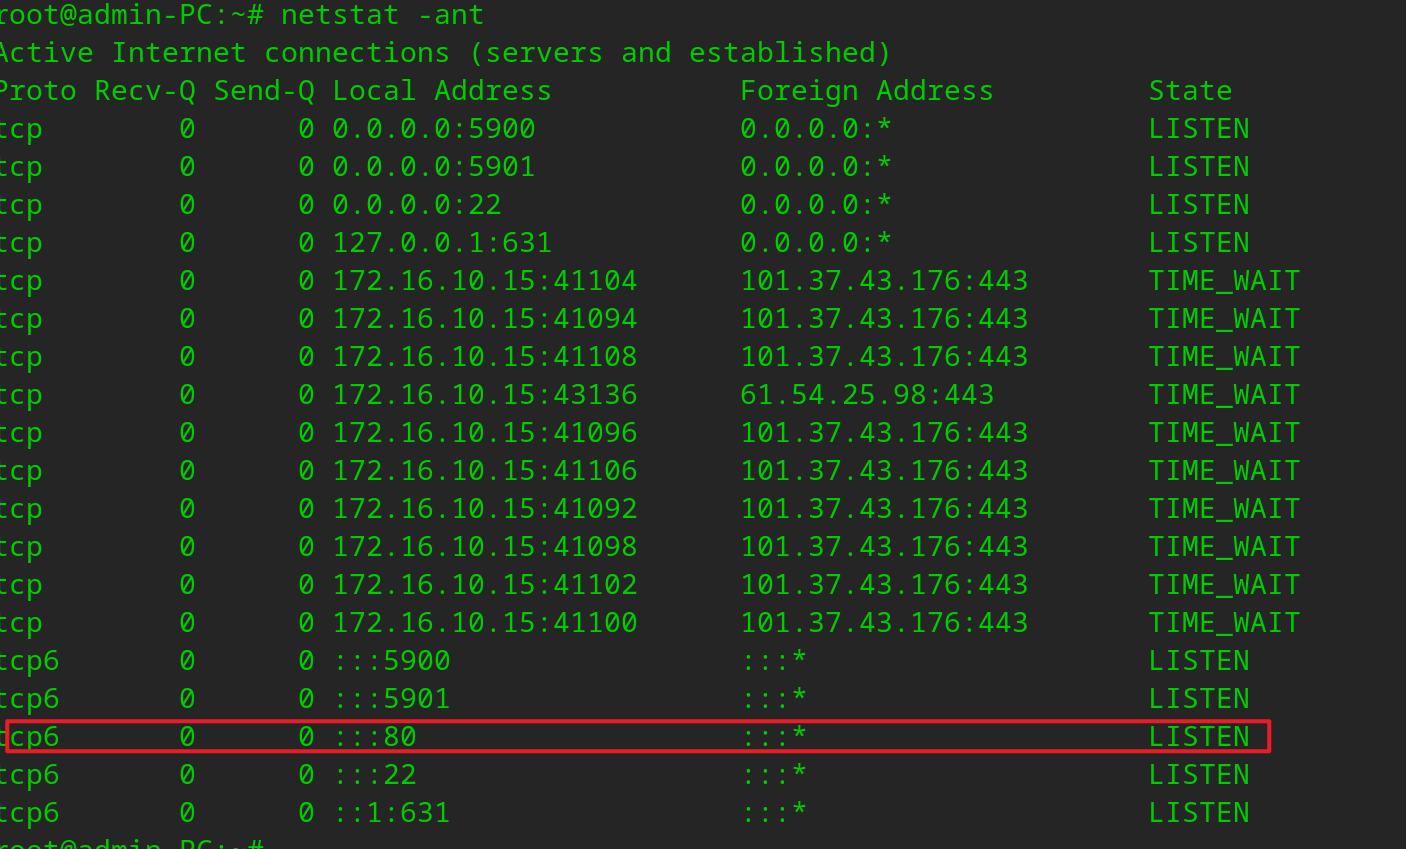 root@admin-PC:~# netstat -ant
Active Internet connections (servers and established)
Proto Recv-Q Send-Q Local Address           Foreign Address         State
tcp        0      0 0.0.0.0:5900            0.0.0.0:*               LISTEN
tcp        0      0 0.0.0.0:5901            0.0.0.0:*               LISTEN
tcp        0      0 0.0.0.0:22              0.0.0.0:*               LISTEN
tcp        0      0 127.0.0.1:631           0.0.0.0:*               LISTEN
tcp        0      0 172.16.10.15:41104      101.37.43.176:443       TIME_WAIT
tcp        0      0 172.16.10.15:41094      101.37.43.176:443       TIME_WAIT
tcp        0      0 172.16.10.15:41108      101.37.43.176:443       TIME_WAIT
tcp        0      0 172.16.10.15:43136      61.54.25.98:443         TIME_WAIT
tcp        0      0 172.16.10.15:41096      101.37.43.176:443       TIME_WAIT
tcp        0      0 172.16.10.15:41106      101.37.43.176:443       TIME_WAIT
tcp        0      0 172.16.10.15:41092      101.37.43.176:443       TIME_WAIT
tcp        0      0 172.16.10.15:41098      101.37.43.176:443       TIME_WAIT
tcp        0      0 172.16.10.15:41102      101.37.43.176:443       TIME_WAIT
tcp        0      0 172.16.10.15:41100      101.37.43.176:443       TIME_WAIT
tcp6       0      0 :::5900                 :::*                    LISTEN
tcp6       0      0 :::5901                 :::*                    LISTEN
tcp6       0      0 :::80                   :::*                    LISTEN
tcp6       0      0 :::22                   :::*                    LISTEN
tcp6       0      0 ::1:631                 :::*                    LISTEN
root@admin-PC:~#